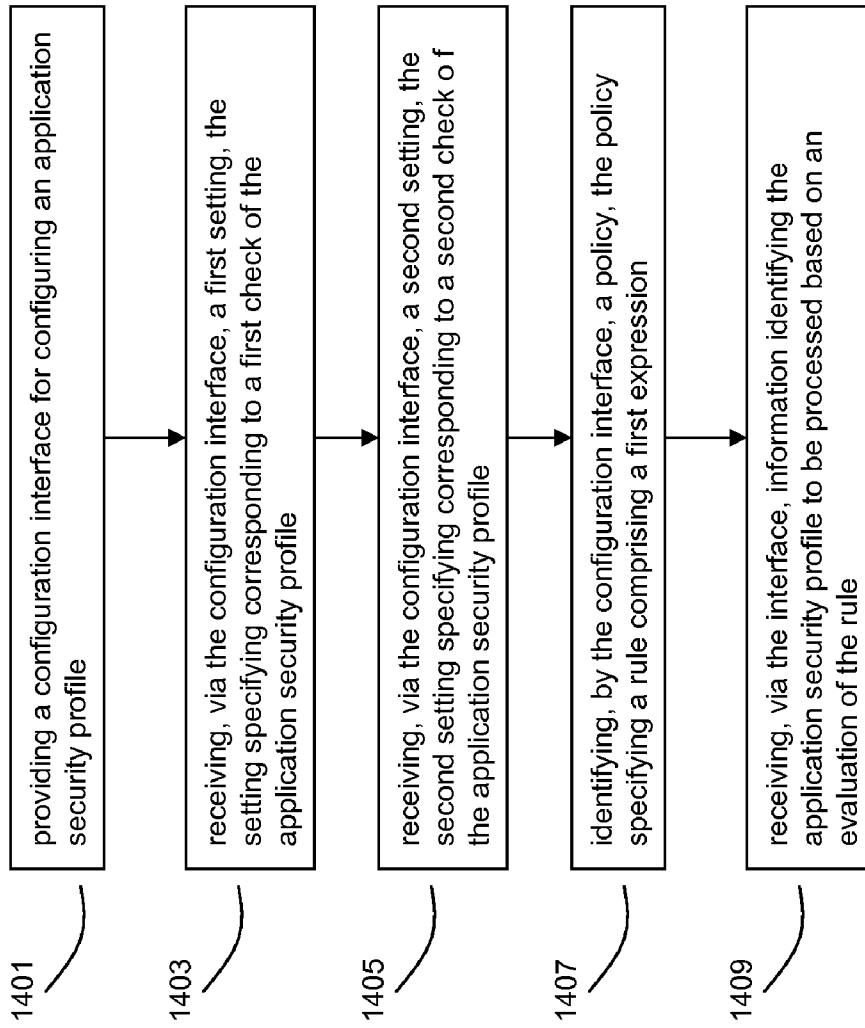 1401
providing a configuration interface for configuring an application
security profile
1403
receiving, via the configuration interface, a first setting, the
setting specifying corresponding to a first check of the
application security profile
1405
receiving, via the configuration interface, a second setting, the
second setting specifying corresponding to a second check of
the application security profile
1407
identifying, by the configuration interface, a policy, the policy
specifying a rule comprising a first expression
1409
receiving, via the interface, information identifying the
application security profile to be processed based on an
evaluation of the rule